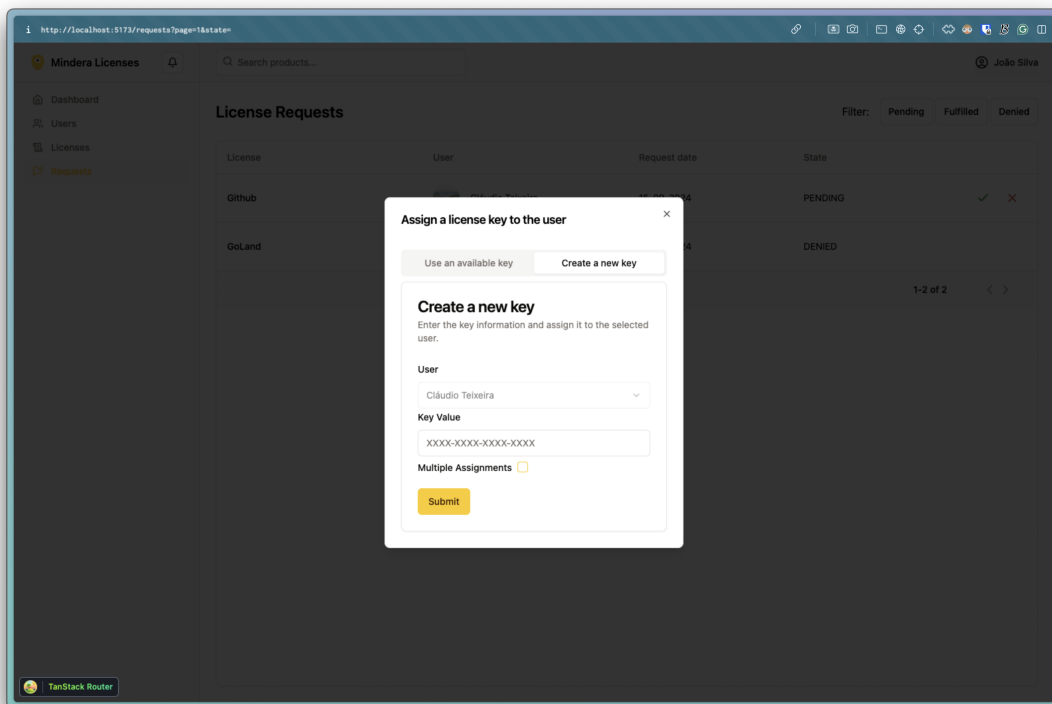 http://localhost:5173/requests?page=1&state=
Mindera Licenses
Search products...
João Silva
Dashboard
Users
Licenses
Requests
License Requests
Filter: Pending Fulfilled Denied
License User Request date State
Github Cláudio Teixeira 15-09-2024 PENDING
GoLand DENIED
1-2 of 2
Assign a license key to the user
Use an available key Create a new key
Create a new key
Enter the key information and assign it to the selected
user.
User
Cláudio Teixeira
Key Value
XXXX-XXXX-XXXX-XXXX
Multiple Assignments
Submit
TanStack Router